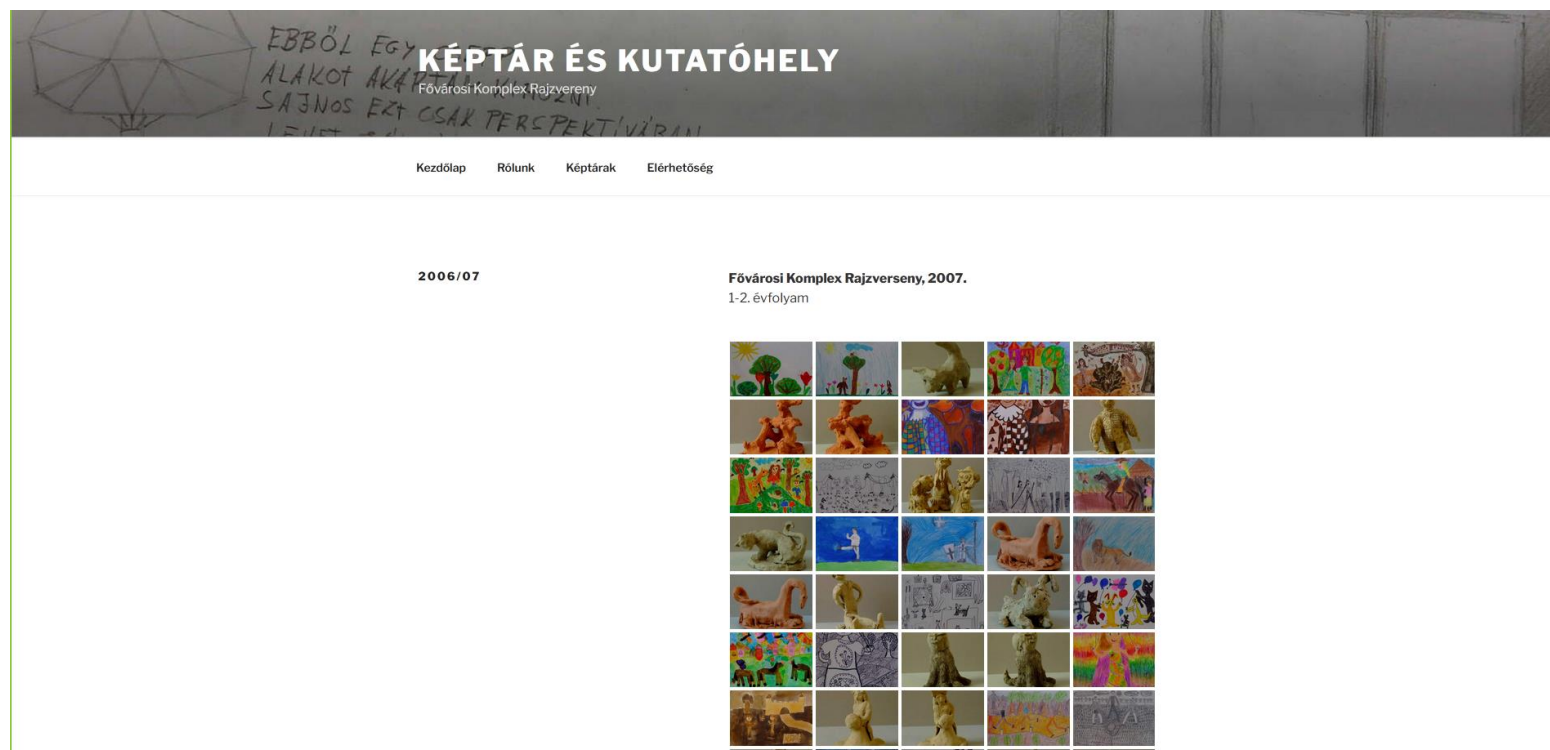 EBBŐL EGY
ALAKOT AKARTAM
SAJNOS EZT CSAK PERSPEKTÍVÁBAN
KÉPTÁR ÉS KUTATÓHELY
Fővárosi Komplex Rajzvereny
Kezdőlap Rólunk Képtárak Elérhetőség
2006/07
Fővárosi Komplex Rajzverseny, 2007.
1-2. évfolyam